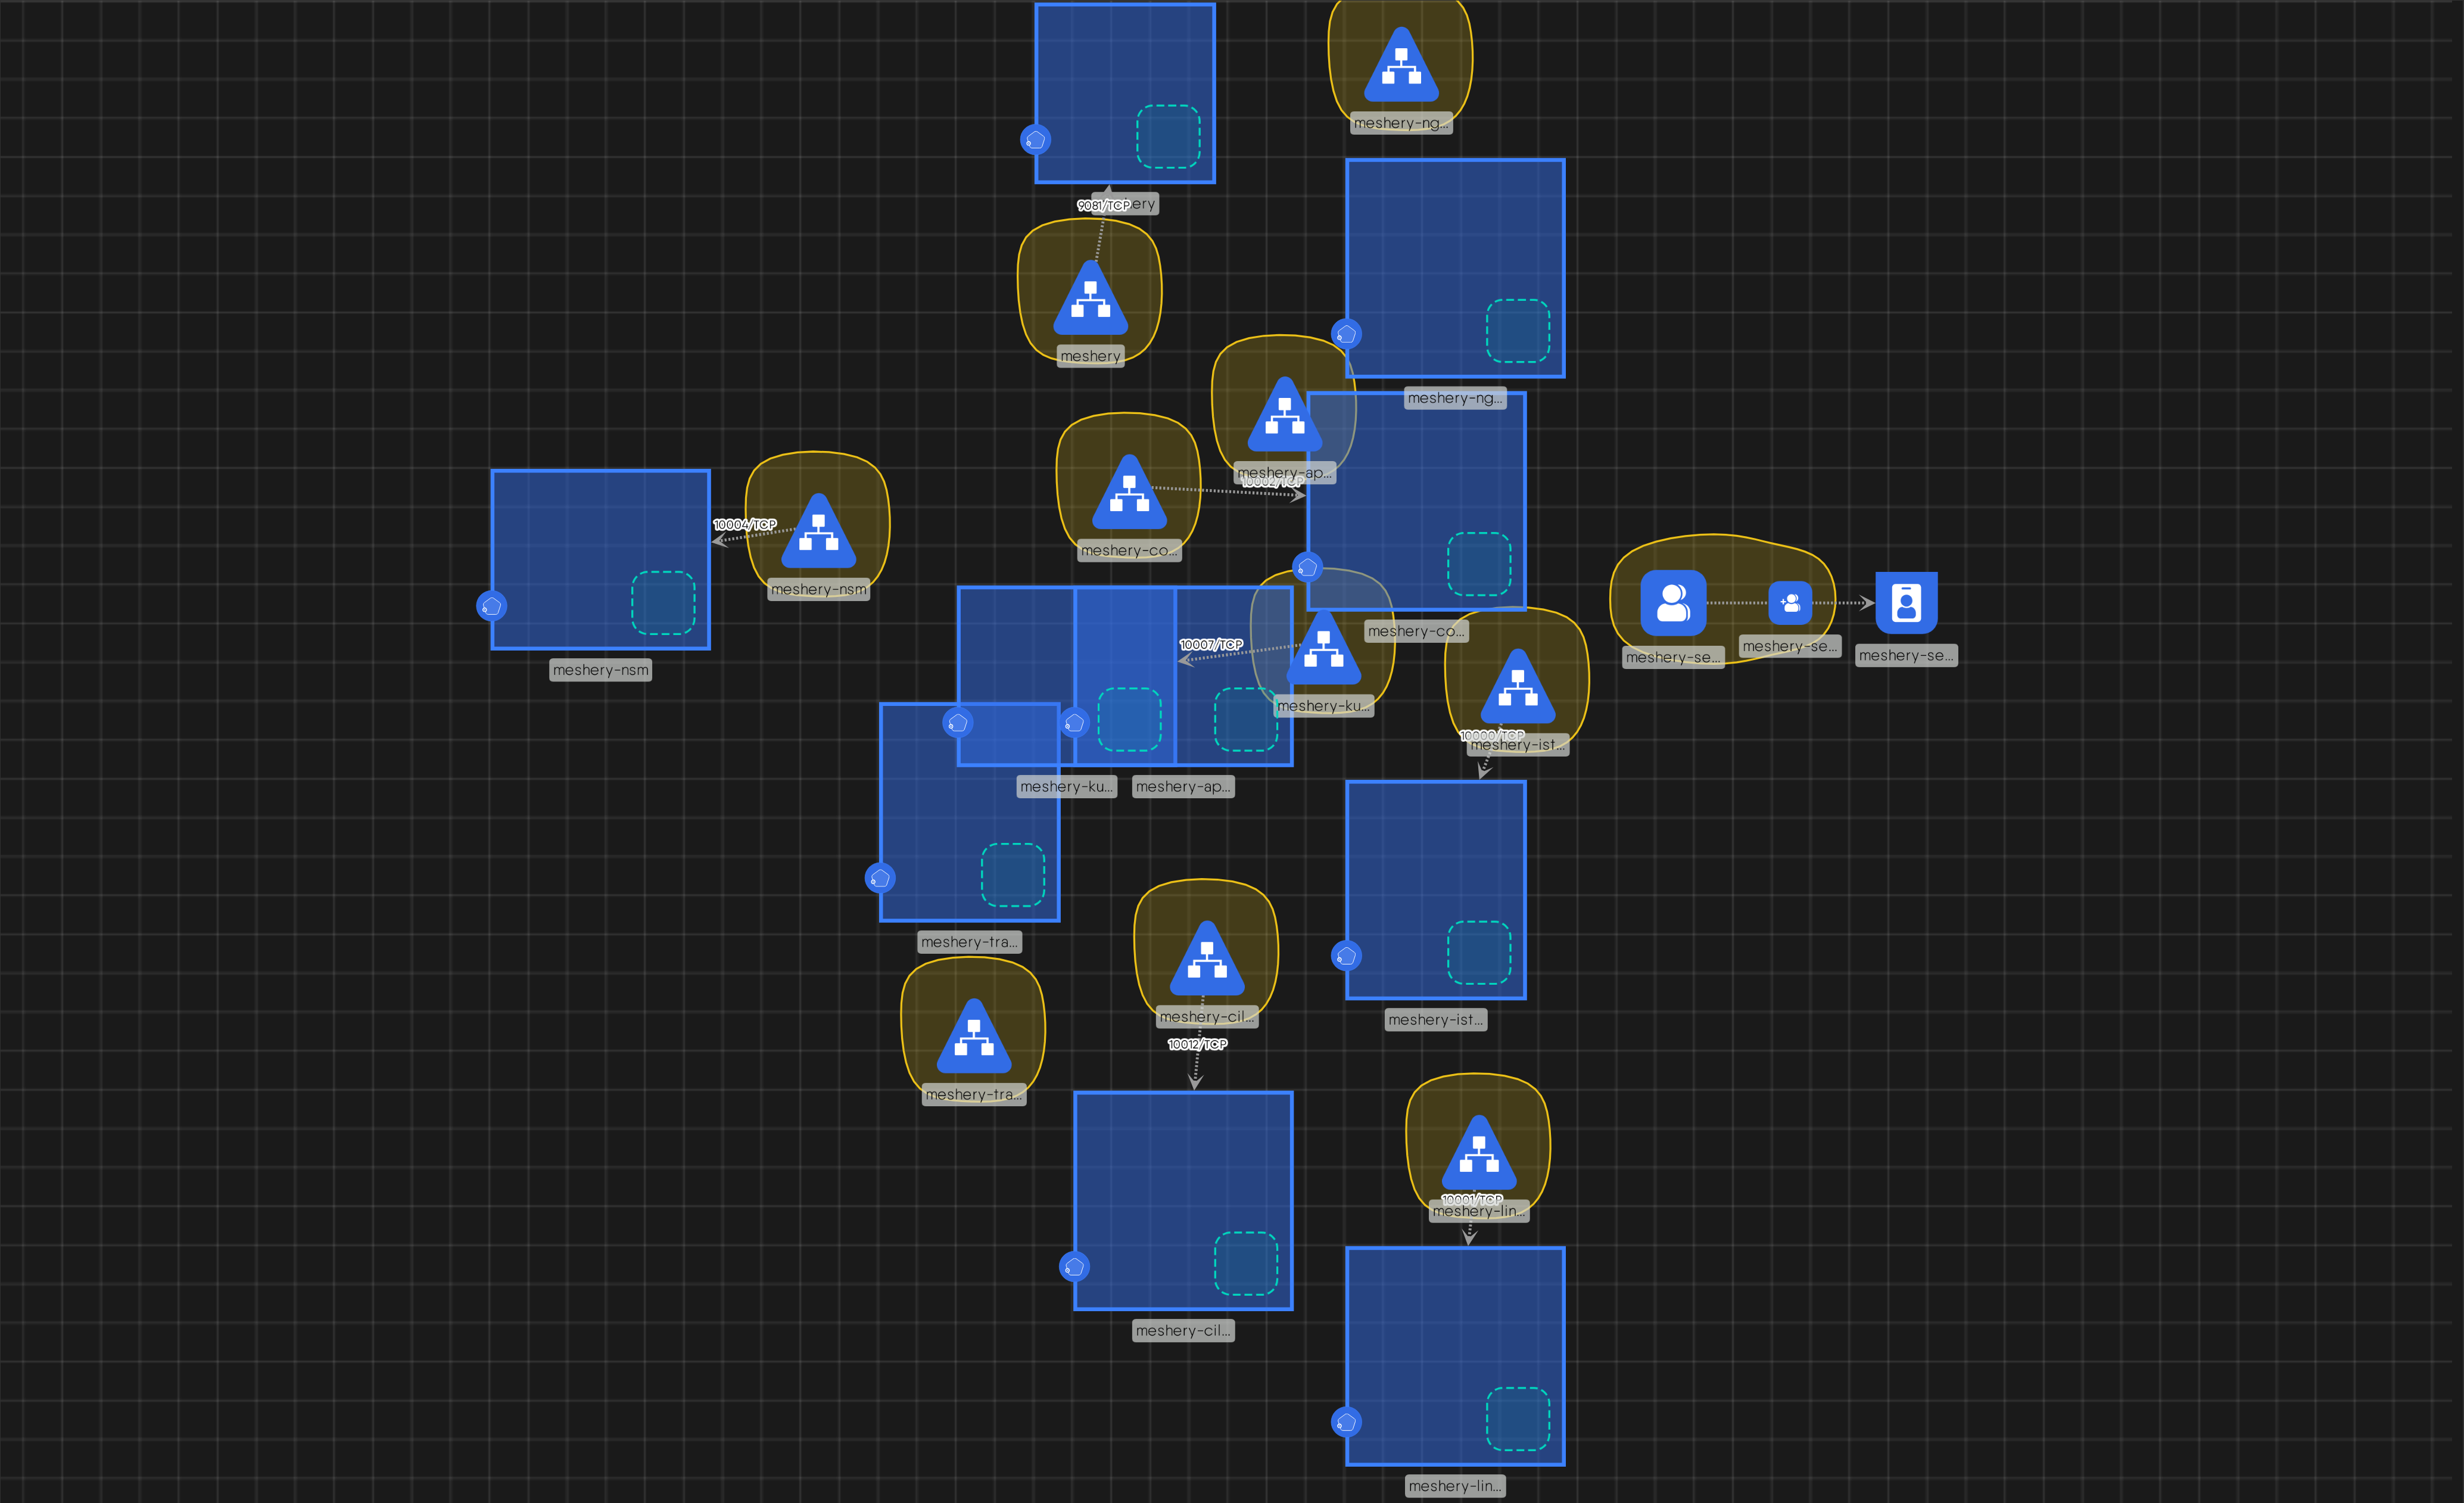 meshery-ng...
9081/TCP
ery
meshery
meshery-ng...
meshery-ap...
10002/TCP
10004/TCP
meshery-co...
meshery-nsm
meshery-co...
10007/TCP
meshery-se...
meshery-se...
meshery-se...
meshery-nsm
meshery-ku...
10000/TCP
meshery-ist...
meshery-ku...
meshery-ap...
meshery-tra...
meshery-cil...
meshery-ist...
10012/TCP
meshery-tra...
10001/TCP
meshery-lin...
meshery-cil...
meshery-lin...